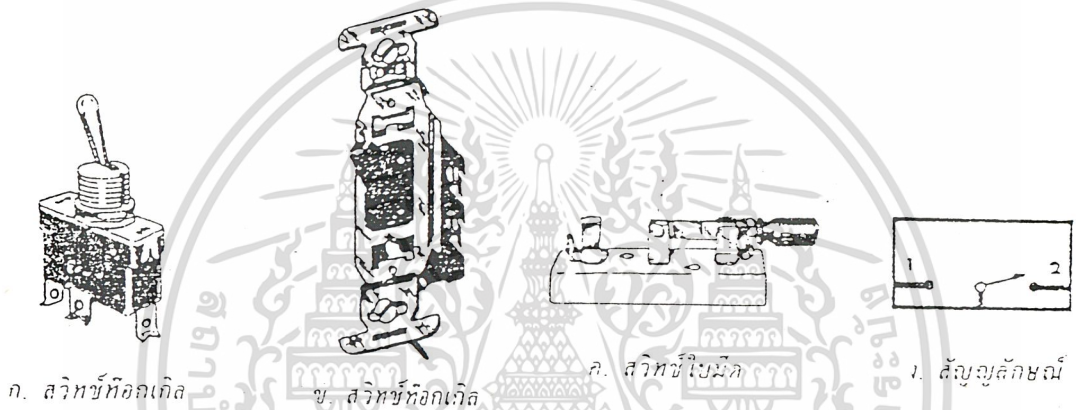 1 2
ก. สวิทช์ท๊อกเกิล
ข. สวิทช์ท๊อกเกิล
ค. สวิทช์ใบมีด
ง. สัญญลักษณ์